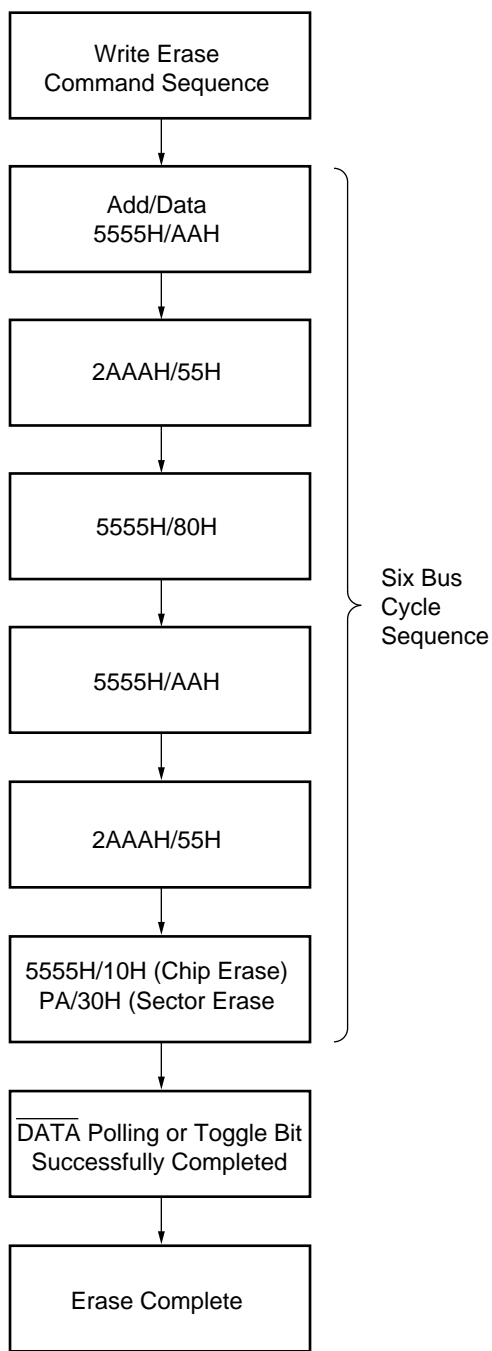 Write Erase
Command Sequence
Add/Data
5555H/AAH
2AAAH/55H
5555H/80H
5555H/AAH
2AAAH/55H
5555H/10H (Chip Erase)
PA/30H (Sector Erase
Six Bus
Cycle
Sequence
D̅A̅T̅A̅ Polling or Toggle Bit
Successfully Completed
Erase Complete